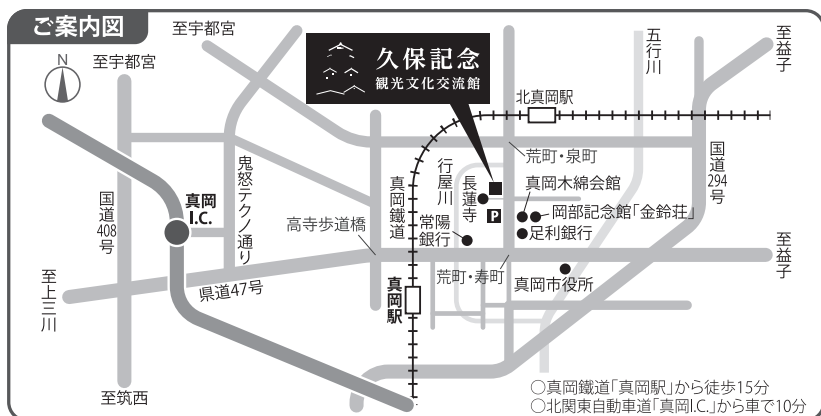 ご案内図
至宇都宮
至宇都宮
N
久保記念
観光文化交流館
五行川
至益子
北真岡駅
荒町・泉町
国道294号
鬼怒テクノ通り
真岡
I.C.
国道408号
高寺歩道橋
真岡鐵道
行屋川
長蓮寺
P
真岡木綿会館
岡部記念館「金鈴荘」
足利銀行
常陽
銀行
至益子
荒町・寿町
真岡市役所
至上三川
県道47号
真岡駅
至筑西
○真岡鐵道「真岡駅」から徒歩15分
○北関東自動車道「真岡I.C.」から車で10分